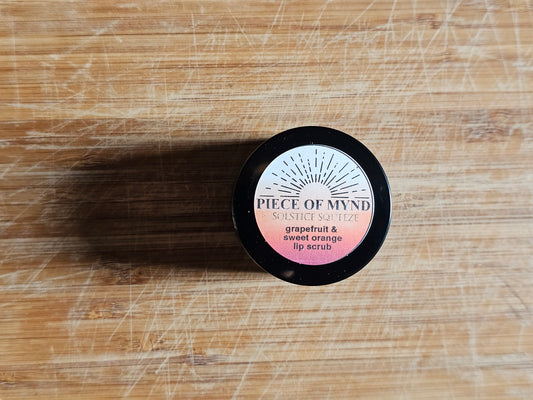 PIECE OF MYND
SOLSTICE SQUEEZE
grapefruit &
sweet orange
lip scrub